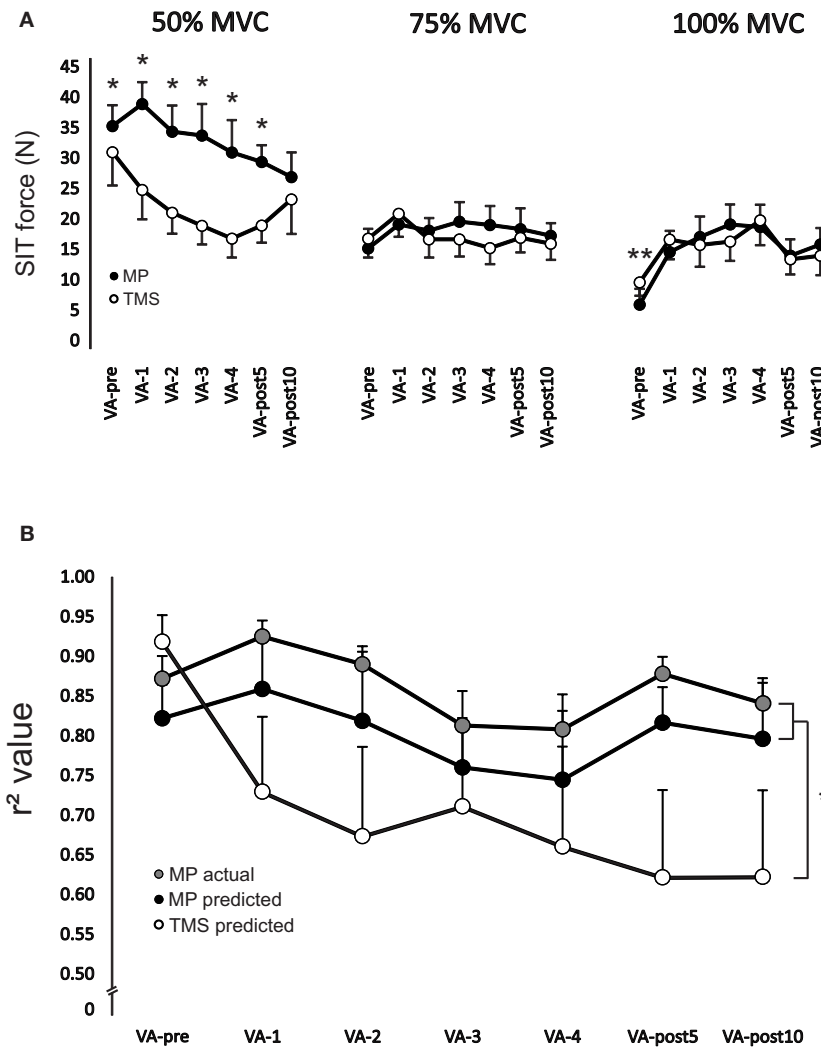 A
50% MVC
75% MVC
100% MVC
SIT force (N)
45
40
35
30
25
20
15
10
5
0
* * * * * *
**
MP
TMS
VA-pre
VA-1
VA-2
VA-3
VA-4
VA-post5
VA-post10
VA-pre
VA-1
VA-2
VA-3
VA-4
VA-post5
VA-post10
VA-pre
VA-1
VA-2
VA-3
VA-4
VA-post5
VA-post10
B
r² value
1.00
0.95
0.90
0.85
0.80
0.75
0.70
0.65
0.60
0.55
0.50
0
MP actual
MP predicted
TMS predicted
VA-pre VA-1 VA-2 VA-3 VA-4 VA-post5 VA-post10